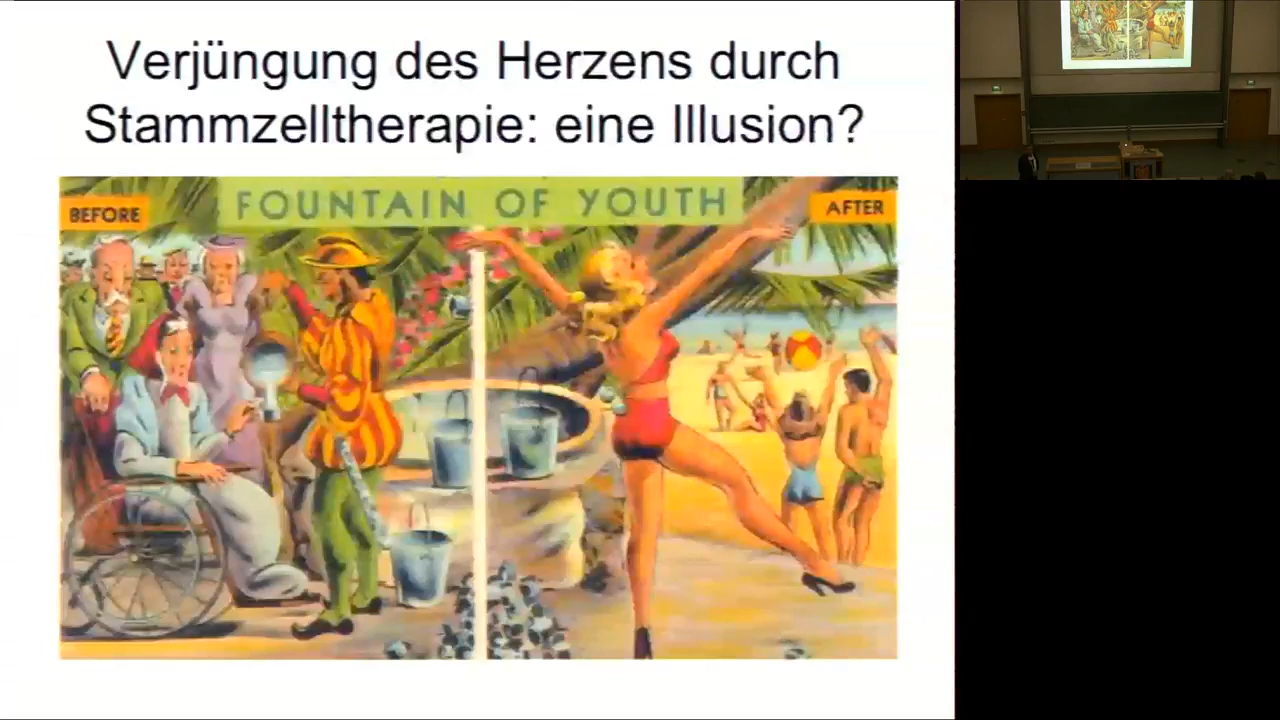 Verjüngung des Herzens durch
Stammzelltherapie: eine Illusion?
BEFORE
FOUNTAIN OF YOUTH
AFTER